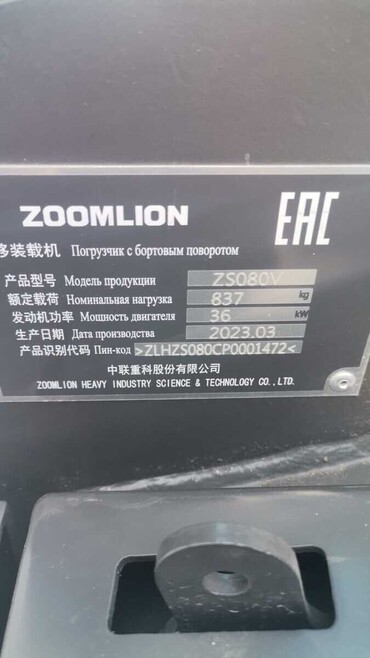 ZOOMLION EAC
移装载机 Погрузчик с бортовым поворотом
产品型号 Модель продукции ZS080V
额定载荷 Номинальная нагрузка 837 kg
发动机功率 Мощность двигателя 36 kW
生产日期 Дата производства 2023.03
产品识别代码 Пин-код >ZLHZS080CP0001472<
中联重科股份有限公司
ZOOMLION HEAVY INDUSTRY SCIENCE & TECHNOLOGY CO.,LTD.